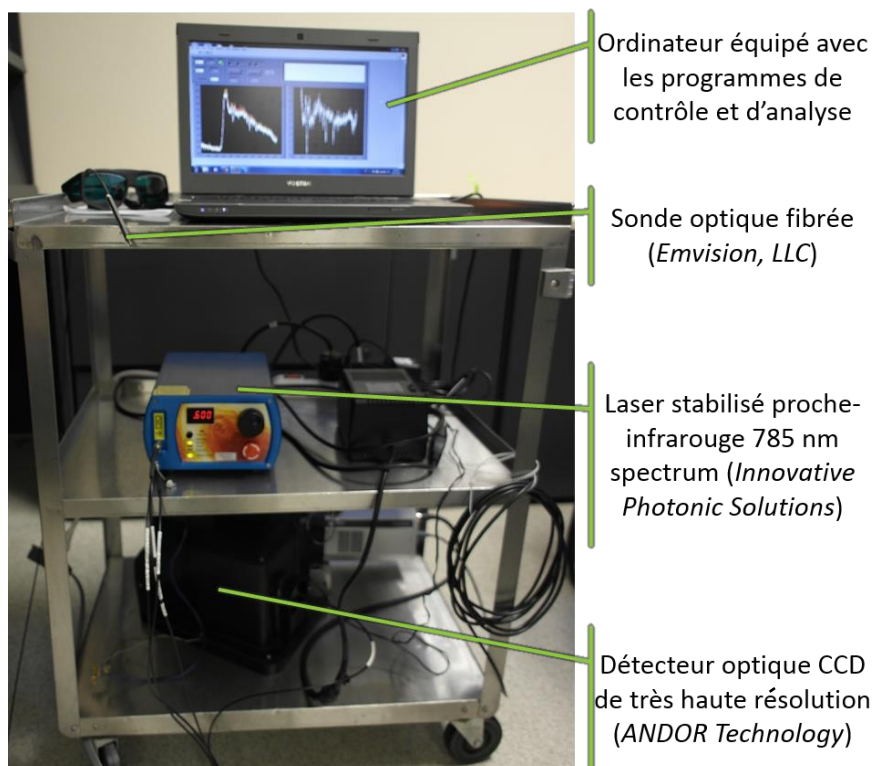 Ordinateur équipé avec
les programmes de
contrôle et d'analyse
Sonde optique fibrée
(Emvision, LLC)
Laser stabilisé proche-
infrarouge 785 nm
spectrum (Innovative
Photonic Solutions)
.600
Détecteur optique CCD
de très haute résolution
(ANDOR Technology)